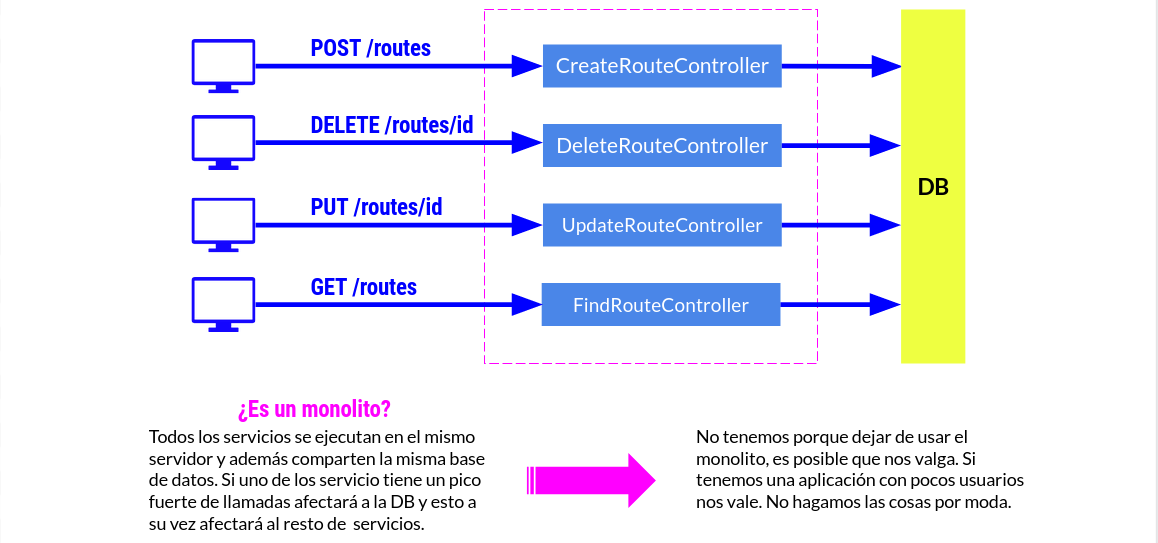 POST /routes
CreateRouteController
DELETE /routes/id
DeleteRouteController
DB
PUT /routes/id
UpdateRouteController
GET /routes
FindRouteController
¿Es un monolito?
Todos los servicios se ejecutan en el mismo
servidor y además comparten la misma base
de datos. Si uno de los servicio tiene un pico
fuerte de llamadas afectará a la DB y esto a
su vez afectará al resto de servicios.
No tenemos porque dejar de usar el
monolito, es posible que nos valga. Si
tenemos una aplicación con pocos usuarios
nos vale. No hagamos las cosas por moda.